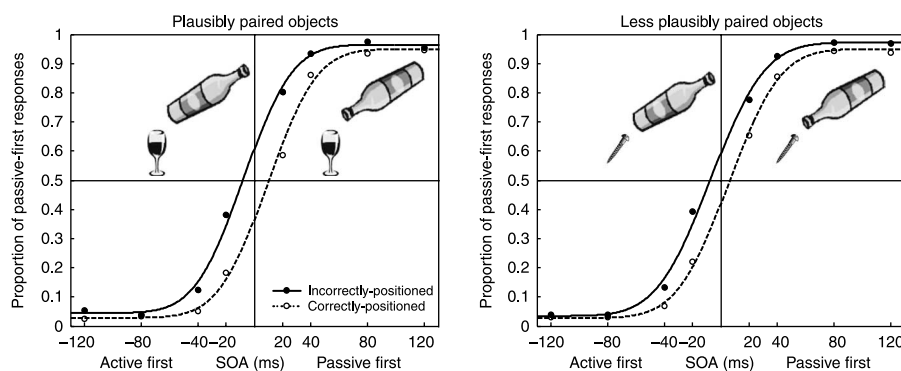 Plausibly paired objects
Proportion of passive-first responses
1
0.9
0.8
0.7
0.6
0.5
0.4
0.3
0.2
0.1
0
Incorrectly-positioned
Correctly-positioned
−120 −80 −40 −20 20 40 80 120
Active first SOA (ms) Passive first
Less plausibly paired objects
Proportion of passive-first responses
1
0.9
0.8
0.7
0.6
0.5
0.4
0.3
0.2
0.1
0
−120 −80 −40 −20 20 40 80 120
Active first SOA (ms) Passive first